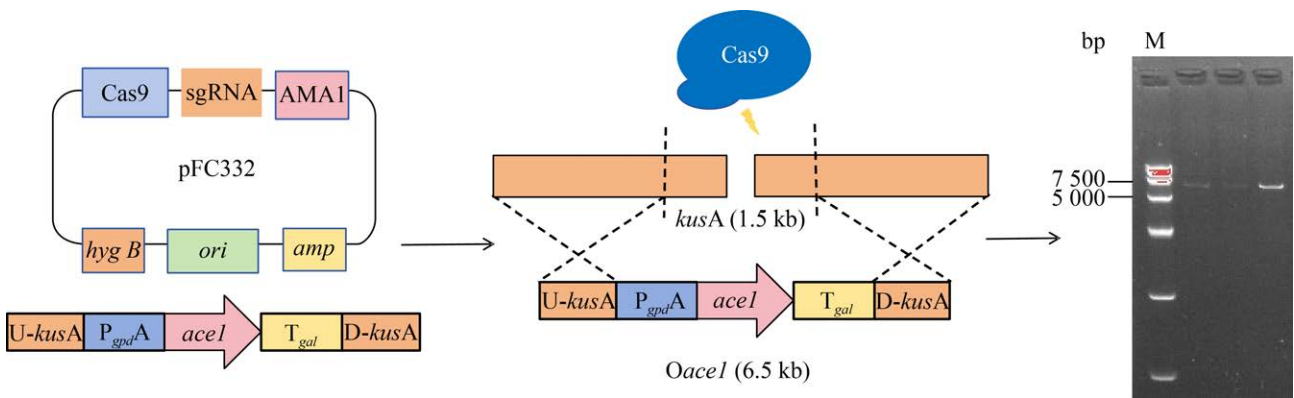 Cas9 sgRNA AMA1
pFC332
hyg B ori amp
U-kusA PgpdA ace1 Tgal D-kusA
Cas9
kusA (1.5 kb)
U-kusA PgpdA ace1 Tgal D-kusA
Oace1 (6.5 kb)
bp M
7 500
5 000